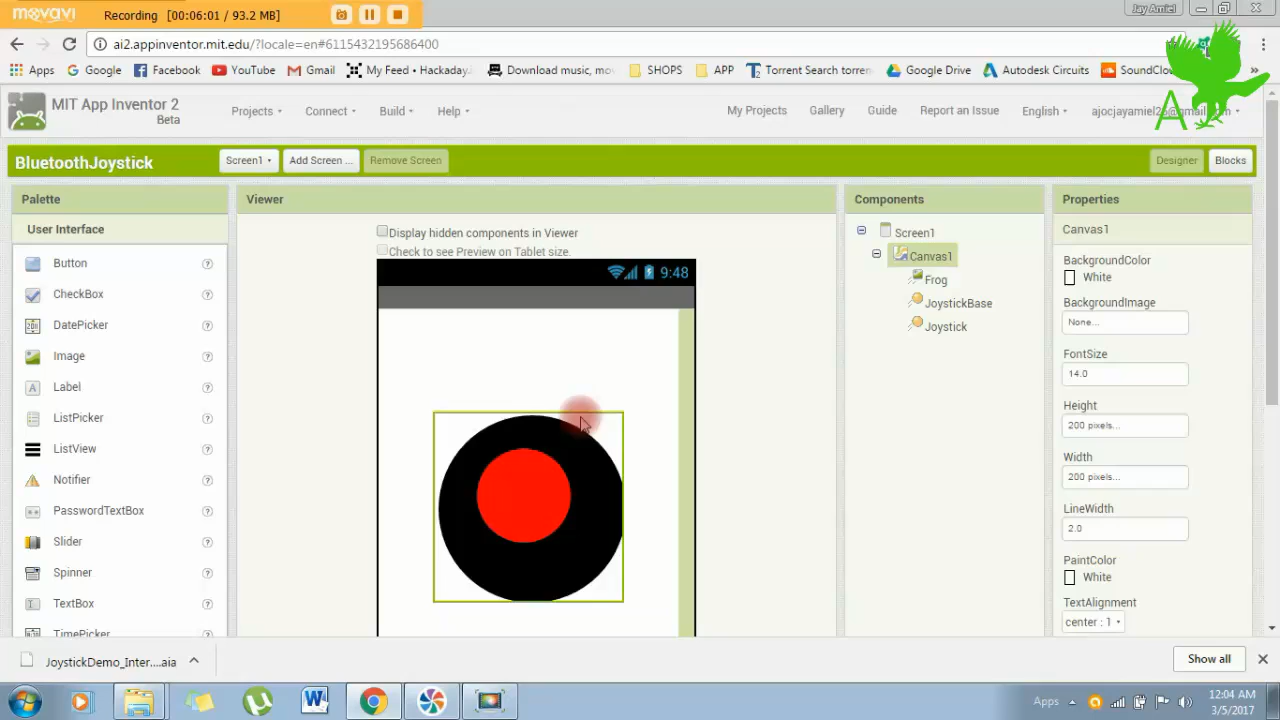 movavi
Recording [00:06:01 / 93.2 MB]
Jay Amiel
ai2.appinventor.mit.edu/?locale=en#6115432195686400
Apps Google Facebook YouTube Gmail My Feed - Hackaday Download music, mov SHOPS APP Torrent Search torren Google Drive Autodesk Circuits SoundClou »
A
MIT App Inventor 2
Beta
Projects Connect Build Help My Projects Gallery Guide Report an Issue English
BluetoothJoystick Screen1 Add Screen ... Remove Screen Designer Blocks
Palette Viewer Components Properties
User Interface
Button
CheckBox
DatePicker
Image
Label
ListPicker
ListView
Notifier
PasswordTextBox
Slider
Spinner
TextBox
TimePicker
Display hidden components in Viewer
Check to see Preview on Tablet size.
9:48
Screen1
Canvas1
Frog
JoystickBase
Joystick
Canvas1
BackgroundColor
White
BackgroundImage
None...
FontSize
14.0
Height
200 pixels...
Width
200 pixels...
LineWidth
2.0
PaintColor
White
TextAlignment
center : 1
JoystickDemo_Inter....aia Show all
Apps 12:04 AM
3/5/2017